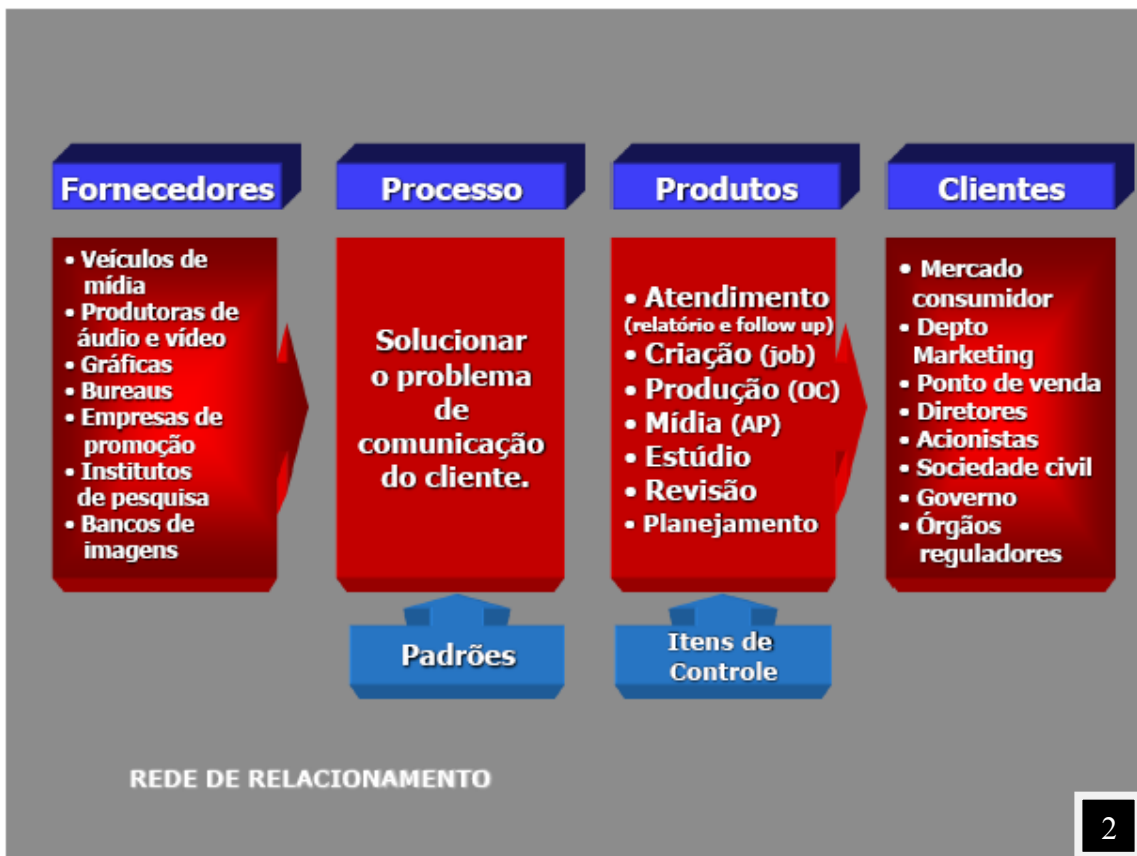 Fornecedores
• Veículos de
mídia
• Produtoras de
áudio e vídeo
• Gráficas
• Bureaus
• Empresas de
promoção
• Institutos
de pesquisa
• Bancos de
imagens
Processo
Solucionar
o problema
de
comunicação
do cliente.
Padrões
Produtos
• Atendimento
(relatório e follow up)
• Criação (job)
• Produção (OC)
• Mídia (AP)
• Estúdio
• Revisão
• Planejamento
Itens de
Controle
Clientes
• Mercado
consumidor
• Depto
Marketing
• Ponto de venda
• Diretores
• Acionistas
• Sociedade civil
• Governo
• Órgãos
reguladores
REDE DE RELACIONAMENTO
2